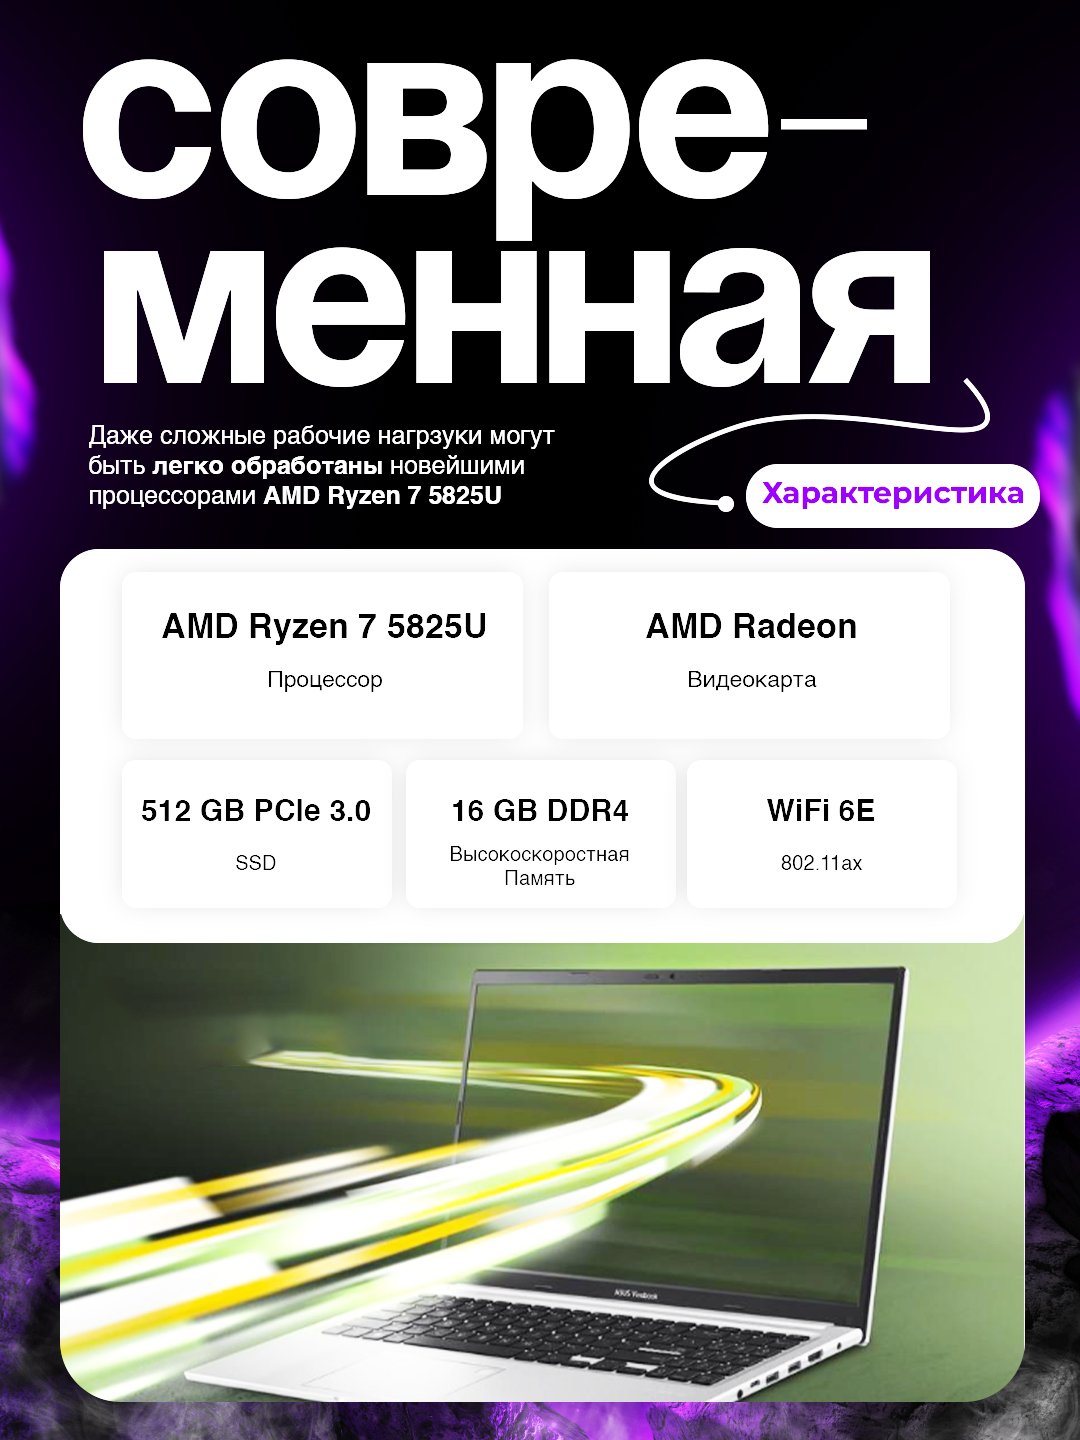 совре–
менная
Даже сложные рабочие нагрзуки могут
быть легко обработаны новейшими
процессорами AMD Ryzen 7 5825U
Характеристика
AMD Ryzen 7 5825U
Процессор
AMD Radeon
Видеокарта
512 GB PCIe 3.0
SSD
16 GB DDR4
Высокоскоростная
Память
WiFi 6E
802.11ax
ASUS Vivobook